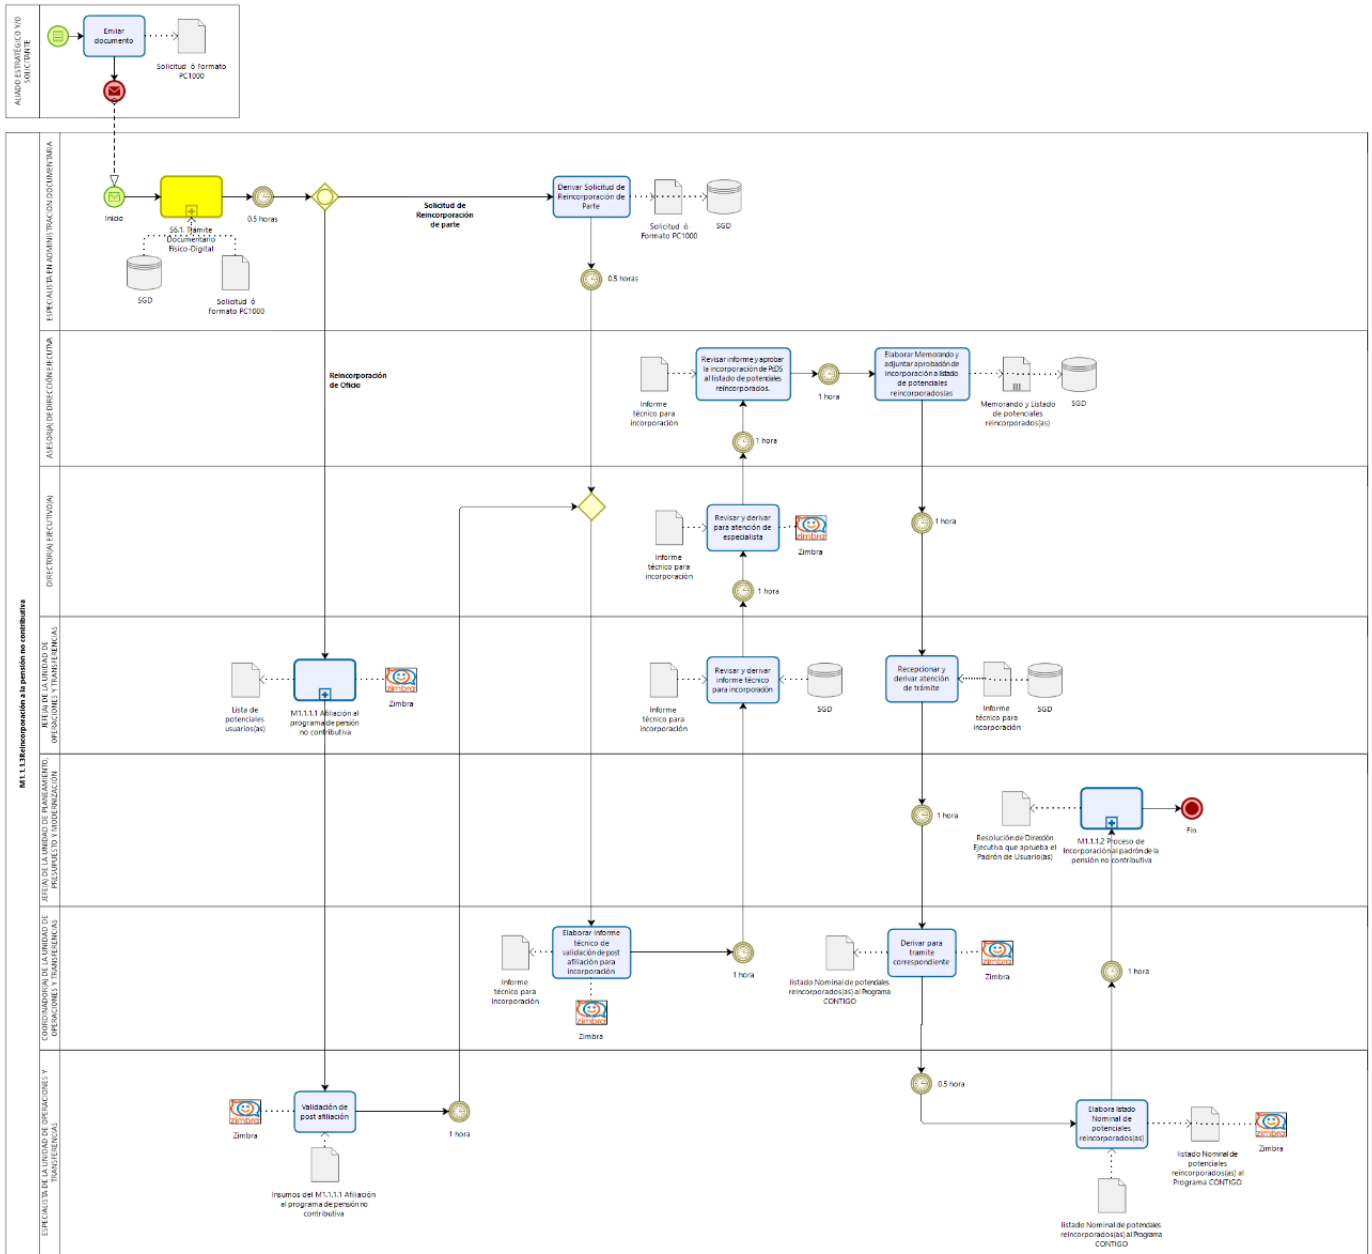 ALIADO ESTRATÉGICO Y/O
SOLICITANTE
Enviar
documento
Solicitud ó Formato
PC1000
M1.1.1.3Reincorporación a la pensión no contributiva
ESPECIALISTA EN ADMINISTRACIÓN DOCUMENTARIA
Inicio
S6.1. Trámite
Documentario
Físico-Digital
0.5 horas
SGD
Solicitud ó
Formato PC1000
Solicitud de
Reincorporación
de parte
Derivar Solicitud de
Reincorporación de
Parte
Solicitud ó
Formato PC1000
SGD
0.5 horas
ASESOR(A) DE DIRECCIÓN EJECUTIVA
Reincorporación
de Oficio
Informe
técnico para
incorporación
Revisar informe y aprobar
la incorporación de PcDS
al listado de potenciales
reincorporados.
1 hora
Elaborar Memorando y
adjuntar aprobación de
incorporación a listado
de potenciales
reincorporados(as
Memorando y Listado
de potenciales
reincorporados(as)
SGD
1 hora
DIRECTOR(A) EJECUTIVO(A)
Informe
técnico para
incorporación
Revisar y derivar
para atención de
especialista
zimbra
Zimbra
1 hora
1 hora
JEFE(A) DE LA UNIDAD DE
OPERACIONES Y TRANSFERENCIAS
Lista de
potenciales
usuarios(as)
M1.1.1.1 Afiliación al
programa de pensión
no contributiva
zimbra
Zimbra
Informe
técnico para
incorporación
Revisar y derivar
informe técnico
para incorporación
SGD
Recepcionar y
derivar atención
de trámite
Informe
técnico para
incorporación
SGD
JEFE(A) DE LA UNIDAD DE PLANEAMIENTO,
PRESUPUESTO Y MODERNIZACIÓN
1 hora
Resolución de Dirección
Ejecutiva que aprueba el
Padrón de Usuario(as)
M1.1.1.2 Proceso de
Incorporación al padrón de la
pensión no contributiva
Fin
COORDINADOR(A) DE LA UNIDAD DE
OPERACIONES Y TRANSFERENCIAS
Informe
técnico para
incorporación
Elaborar informe
técnico de
validación de post
afiliación para
incorporación
zimbra
Zimbra
1 hora
listado Nominal de potendales
reincorporados(as) al Programa
CONTIGO
Derivar para
tramite
correspondiente
zimbra
Zimbra
1 hora
ESPECIALISTA DE LA UNIDAD DE OPERACIONES Y
TRANSFERENCIAS
zimbra
Zimbra
Validación de
post afiliación
1 hora
Insumos del M1.1.1.1 Afiliación
al programa de pensión no
contributiva
0.5 hora
Elabora listado
Nominal de
potenciales
reincorporados(as)
listado Nominal de
potenciales
reincorporados(as) al
Programa CONTIGO
zimbra
Zimbra
listado Nominal de potendales
reincorporados(as) al Programa
CONTIGO